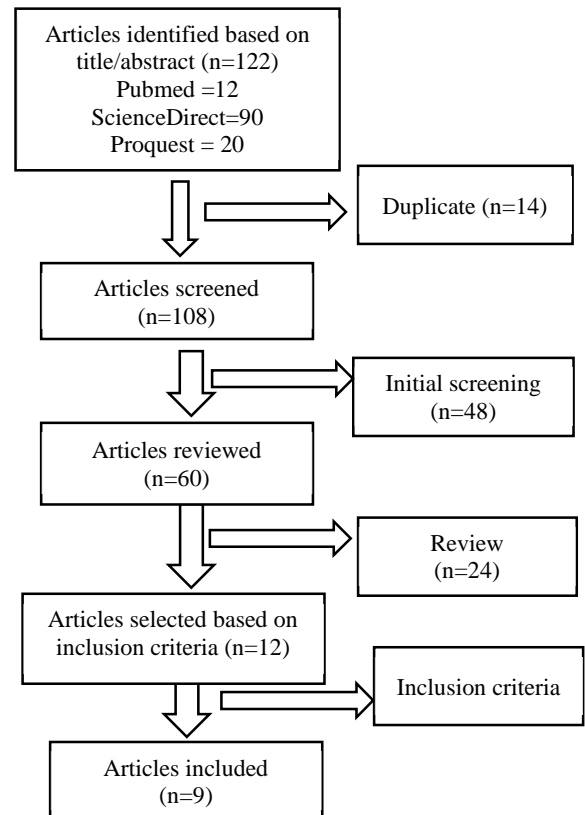 Articles identified based on
title/abstract (n=122)
Pubmed =12
ScienceDirect=90
Proquest = 20
Duplicate (n=14)
Articles screened
(n=108)
Initial screening
(n=48)
Articles reviewed
(n=60)
Review
(n=24)
Articles selected based on
inclusion criteria (n=12)
Inclusion criteria
Articles included
(n=9)